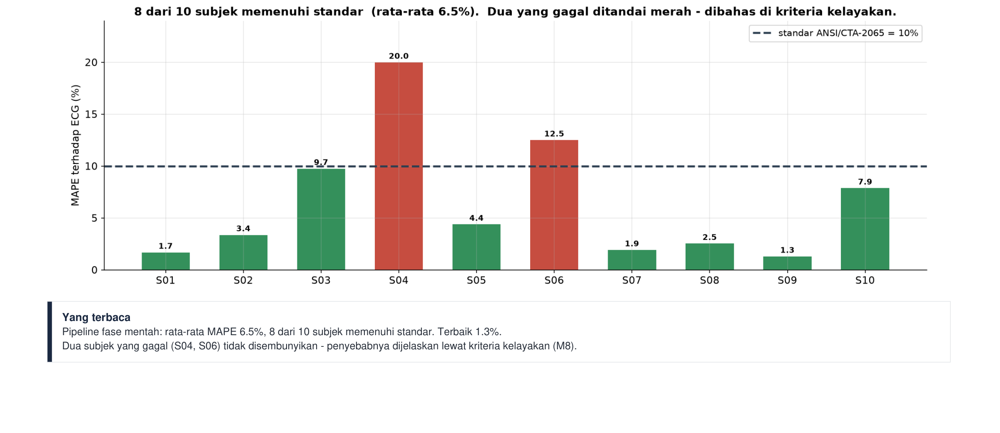 8 dari 10 subjek memenuhi standar (rata-rata 6.5%). Dua yang gagal ditandai merah - dibahas di kriteria kelayakan.
standar ANSI/CTA-2065 = 10%
MAPE terhadap ECG (%)
20
15
10
5
0
1.7
3.4
9.7
20.0
4.4
12.5
1.9
2.5
1.3
7.9
S01 S02 S03 S04 S05 S06 S07 S08 S09 S10
Yang terbaca
Pipeline fase mentah: rata-rata MAPE 6.5%, 8 dari 10 subjek memenuhi standar. Terbaik 1.3%.
Dua subjek yang gagal (S04, S06) tidak disembunyikan - penyebabnya dijelaskan lewat kriteria kelayakan (M8).